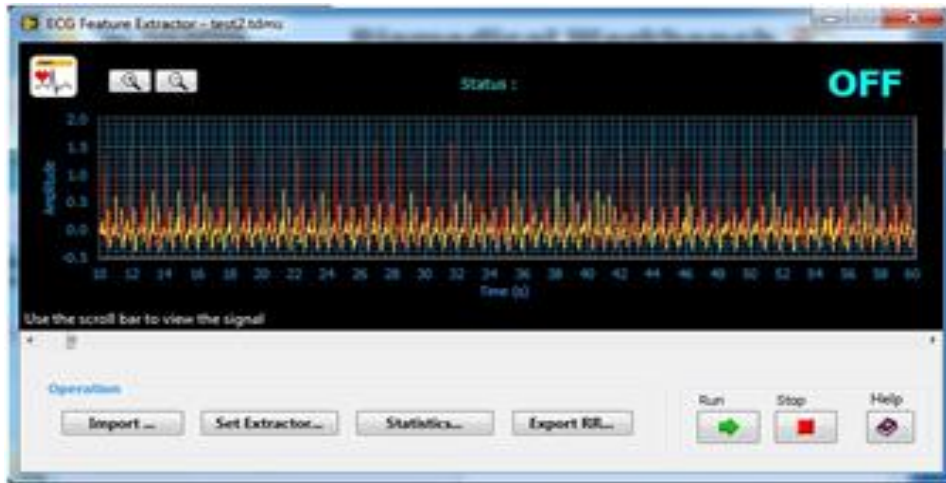 ECG Feature Extractor - test2.tdms
Status :
OFF
2.0
1.5
1.0
0.5
0.0
-0.5
Amplitude
10 12 14 16 18 20 22 24 26 28 30 32 34 36 38 40 42 44 46 48 50 52 54 56 58 60
Time (s)
Use the scroll bar to view the signal
Operation
Import ...
Set Extractor...
Statistics...
Export RR...
Run
Stop
Help